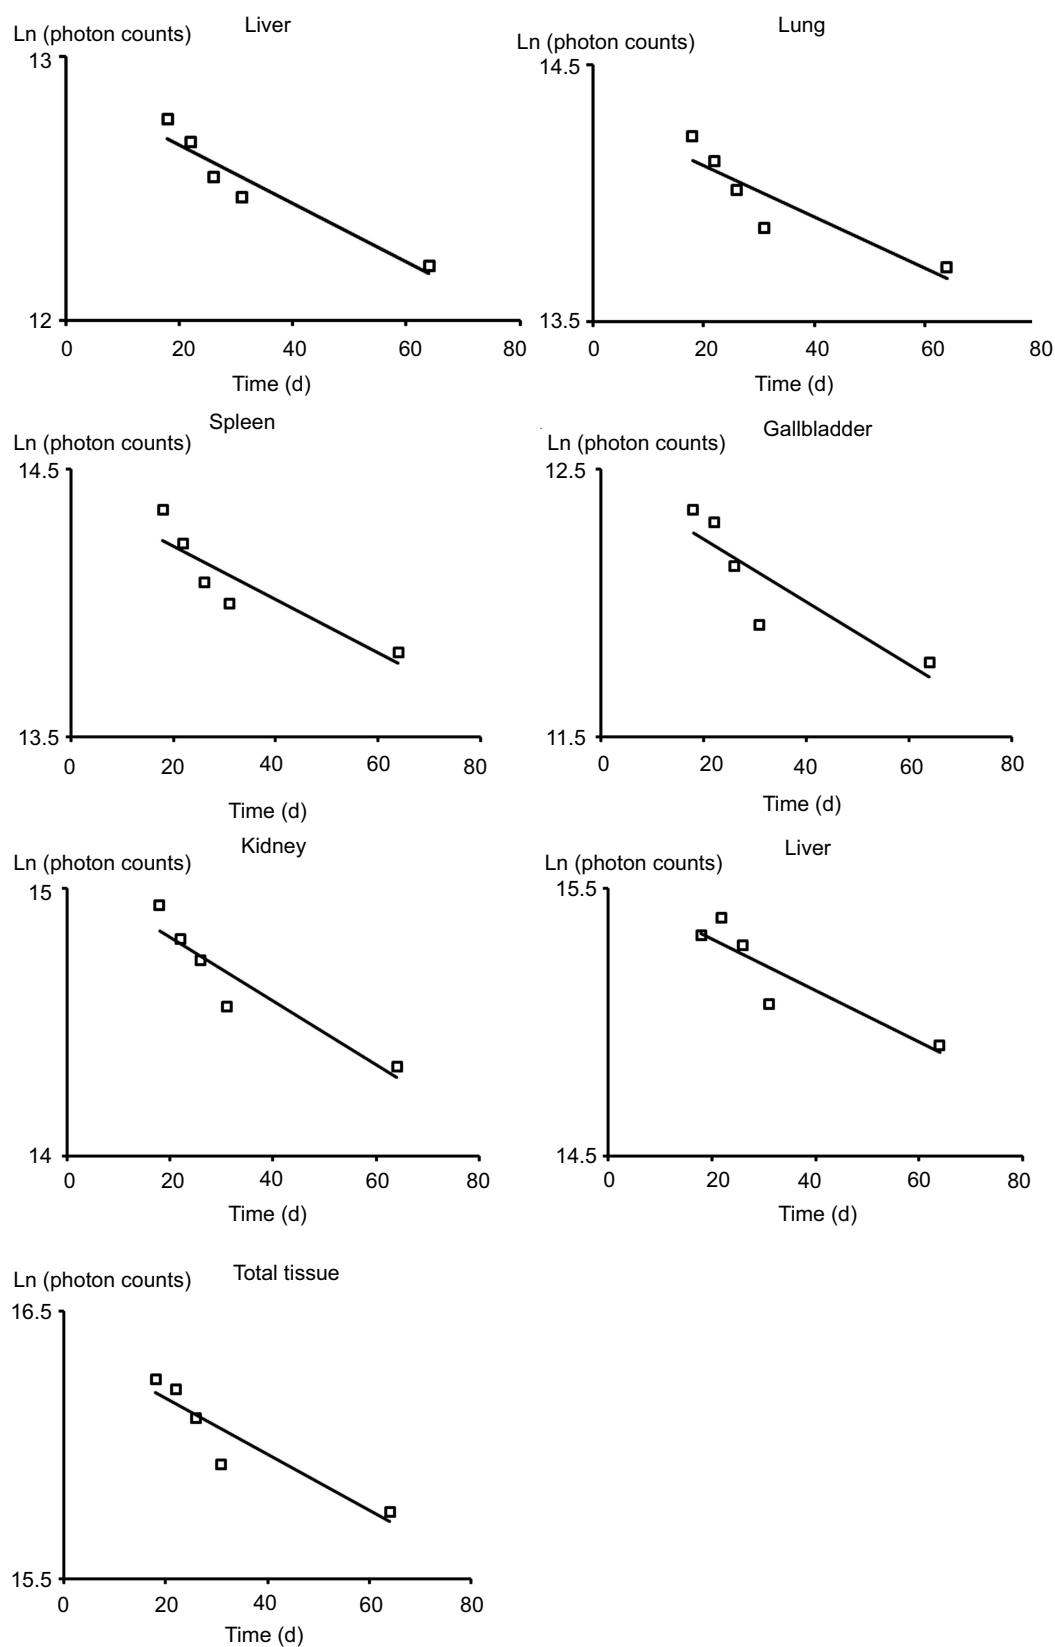 Liver
Ln (photon counts)
13
12
0 20 40 60 80
Time (d)
Lung
Ln (photon counts)
14.5
13.5
0 20 40 60 80
Time (d)
Spleen
Ln (photon counts)
14.5
13.5
0 20 40 60 80
Time (d)
Gallbladder
Ln (photon counts)
12.5
11.5
0 20 40 60 80
Time (d)
Kidney
Ln (photon counts)
15
14
0 20 40 60 80
Time (d)
Liver
Ln (photon counts)
15.5
14.5
0 20 40 60 80
Time (d)
Total tissue
Ln (photon counts)
16.5
15.5
0 20 40 60 80
Time (d)